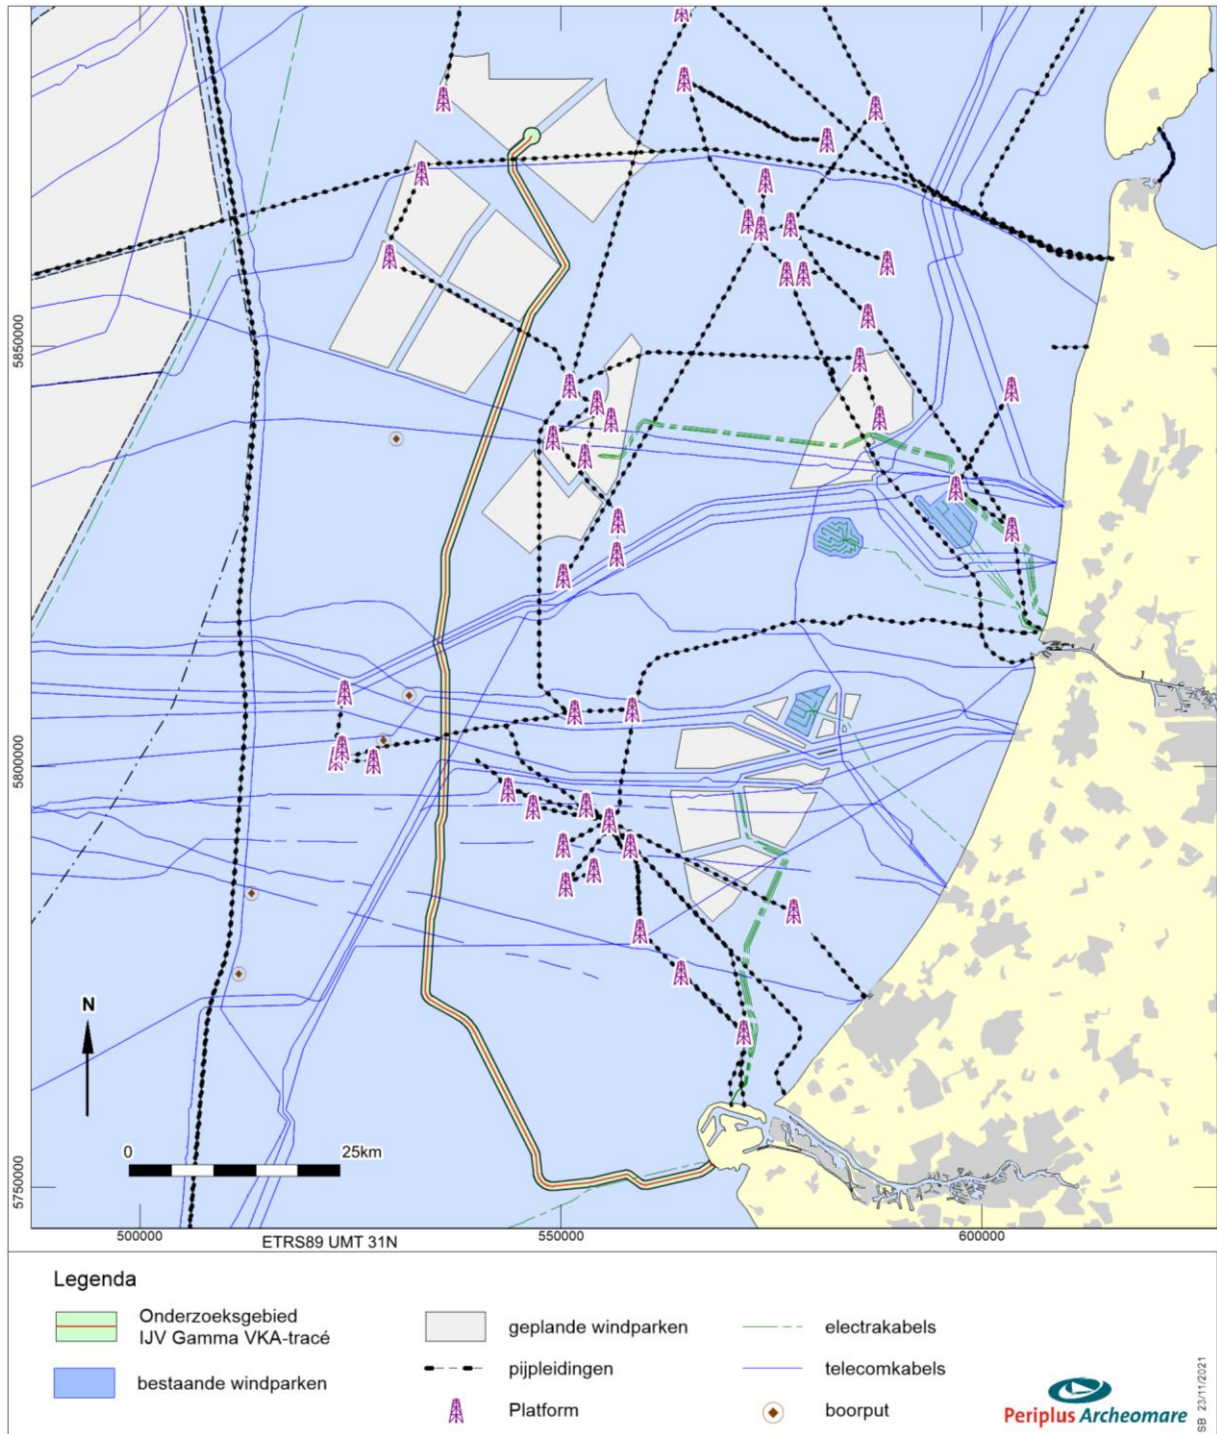 5850000
5800000
5750000
N
0 25km
500000 550000 600000
ETRS89 UMT 31N
Legenda
Onderzoeksgebied
IJV Gamma VKA-tracé
bestaande windparken
geplande windparken
pijpleidingen
Platform
electrakabels
telecomkabels
boorput
Periplus Archeomare
SB 23/11/2021